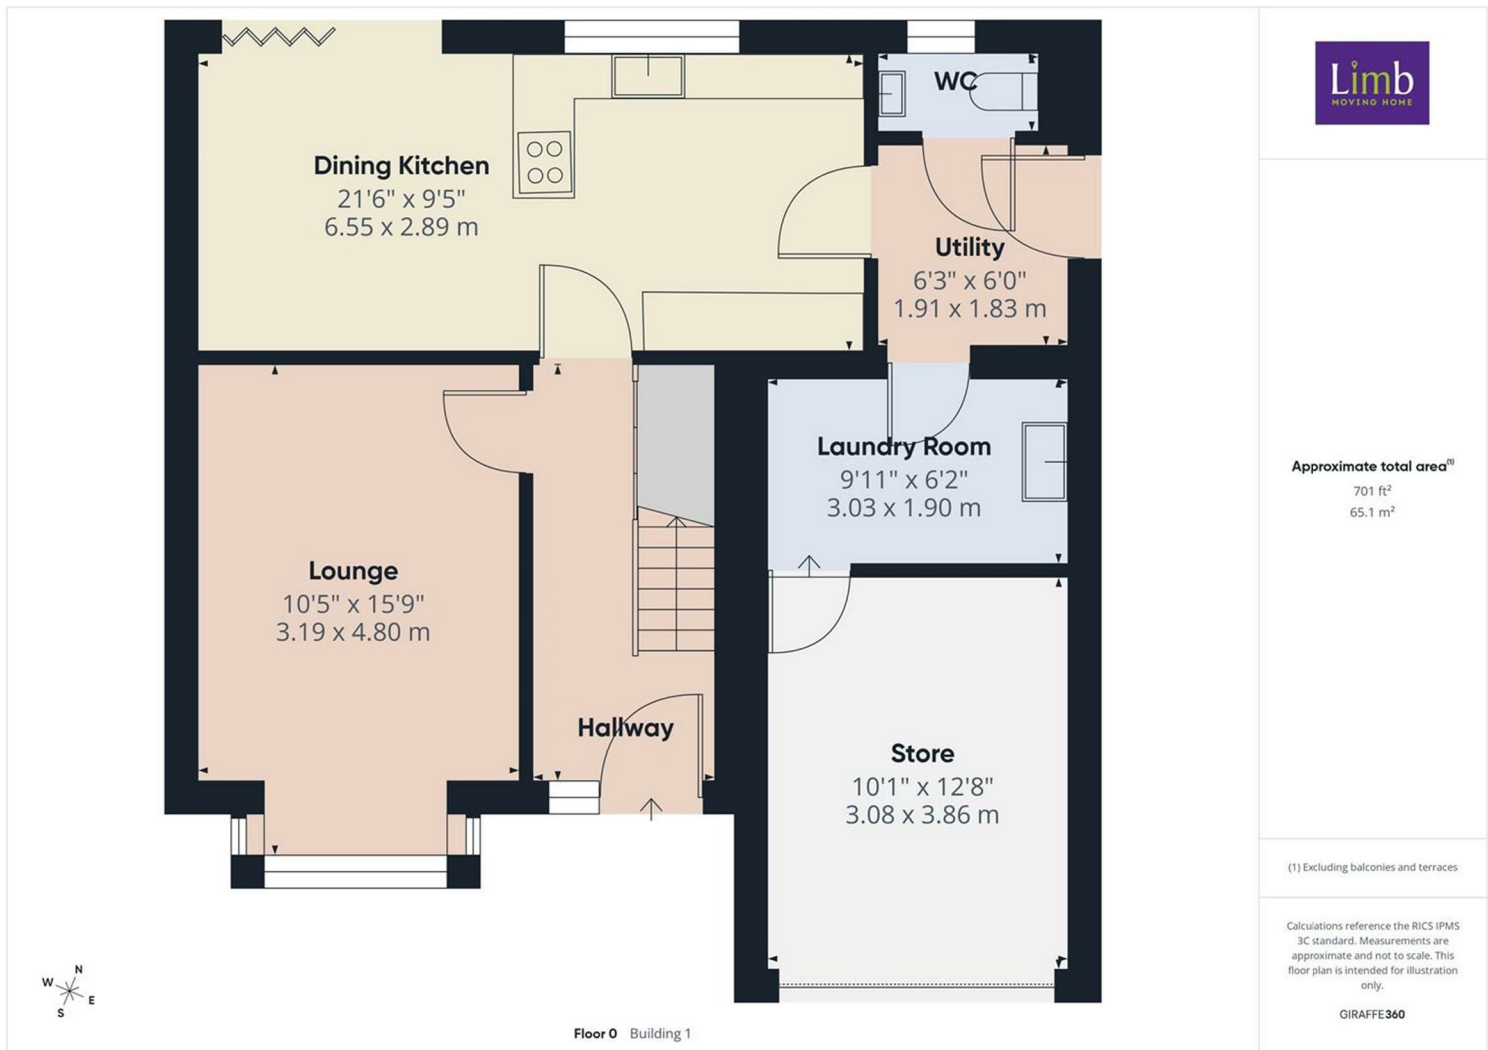 WC
Dining Kitchen
21'6" x 9'5"
6.55 x 2.89 m
Utility
6'3" x 6'0"
1.91 x 1.83 m
Laundry Room
9'11" x 6'2"
3.03 x 1.90 m
Lounge
10'5" x 15'9"
3.19 x 4.80 m
Hallway
Store
10'1" x 12'8"
3.08 x 3.86 m
N
W
E
S
Floor 0 Building 1
Limb
MOVING HOME
Approximate total area(1)
701 ft²
65.1 m²
(1) Excluding balconies and terraces
Calculations reference the RICS IPMS
3C standard. Measurements are
approximate and not to scale. This
floor plan is intended for illustration
only.
GIRAFFE360